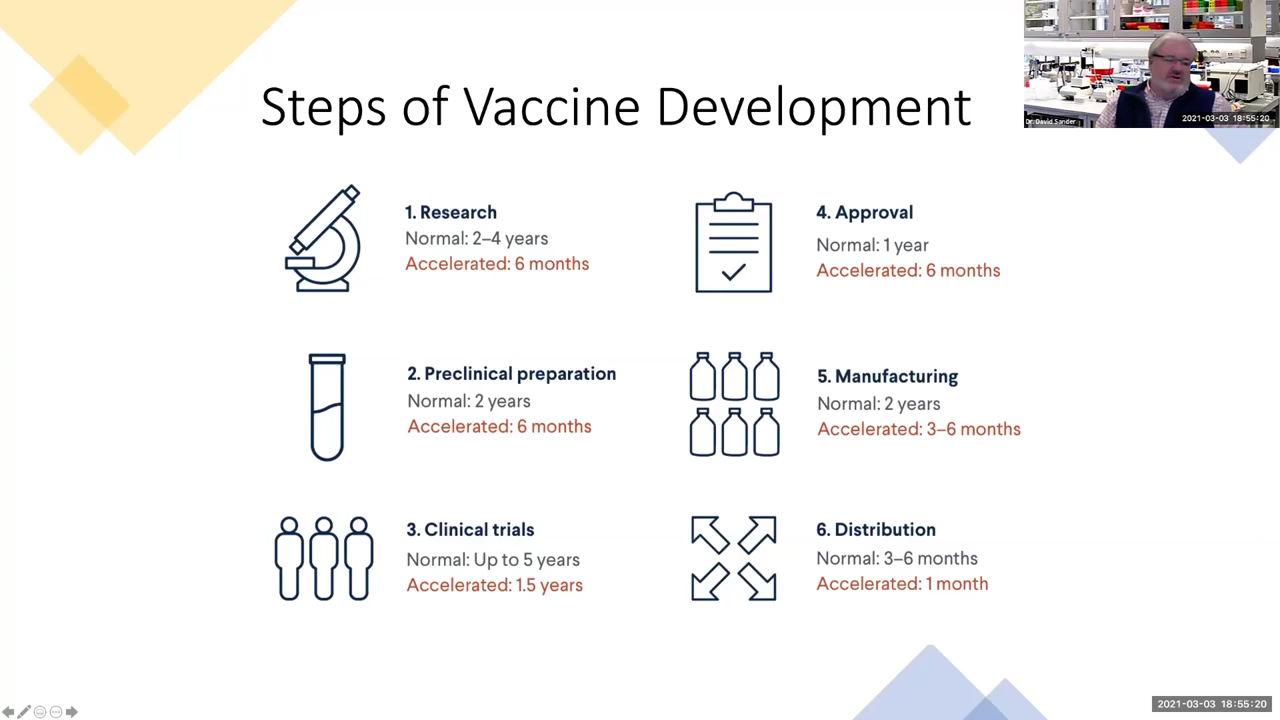 Steps of Vaccine Development
Dr. David Sander
2021-03-03 18:55:20
1. Research
Normal: 2–4 years
Accelerated: 6 months
2. Preclinical preparation
Normal: 2 years
Accelerated: 6 months
3. Clinical trials
Normal: Up to 5 years
Accelerated: 1.5 years
4. Approval
Normal: 1 year
Accelerated: 6 months
5. Manufacturing
Normal: 2 years
Accelerated: 3–6 months
6. Distribution
Normal: 3–6 months
Accelerated: 1 month
2021-03-03 18:55:20